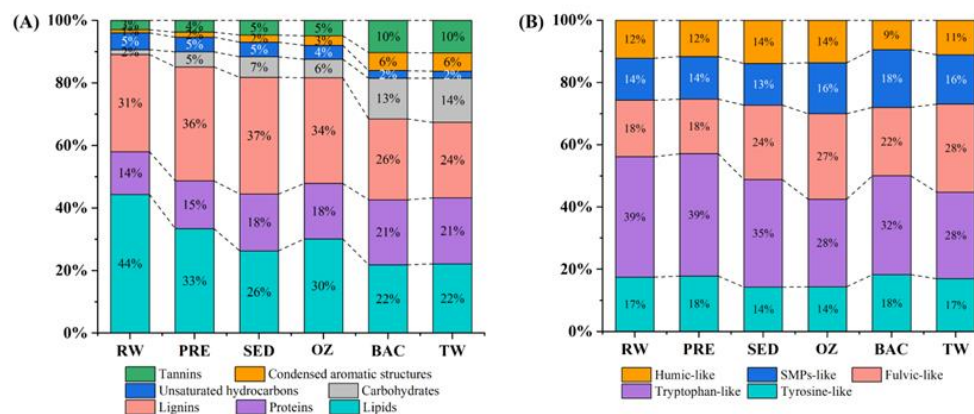 (A)
100%
80%
60%
40%
20%
0%
4% 5% 5% 10% 10%
2% 3% 6% 6%
5% 5% 5% 4% 2% 2%
2% 5% 7% 6% 13% 14%
31% 36% 37% 34% 26% 24%
14% 15% 18% 18% 21% 21%
44% 33% 26% 30% 22% 22%
RW PRE SED OZ BAC TW
Tannins Condensed aromatic structures
Unsaturated hydrocarbons Carbohydrates
Lignins Proteins Lipids
(B)
100%
80%
60%
40%
20%
0%
12% 12% 14% 14% 9% 11%
14% 14% 13% 16% 18% 16%
18% 18% 24% 27% 22% 28%
39% 39% 35% 28% 32% 28%
17% 18% 14% 14% 18% 17%
RW PRE SED OZ BAC TW
Humic-like SMPs-like Fulvic-like
Tryptophan-like Tyrosine-like